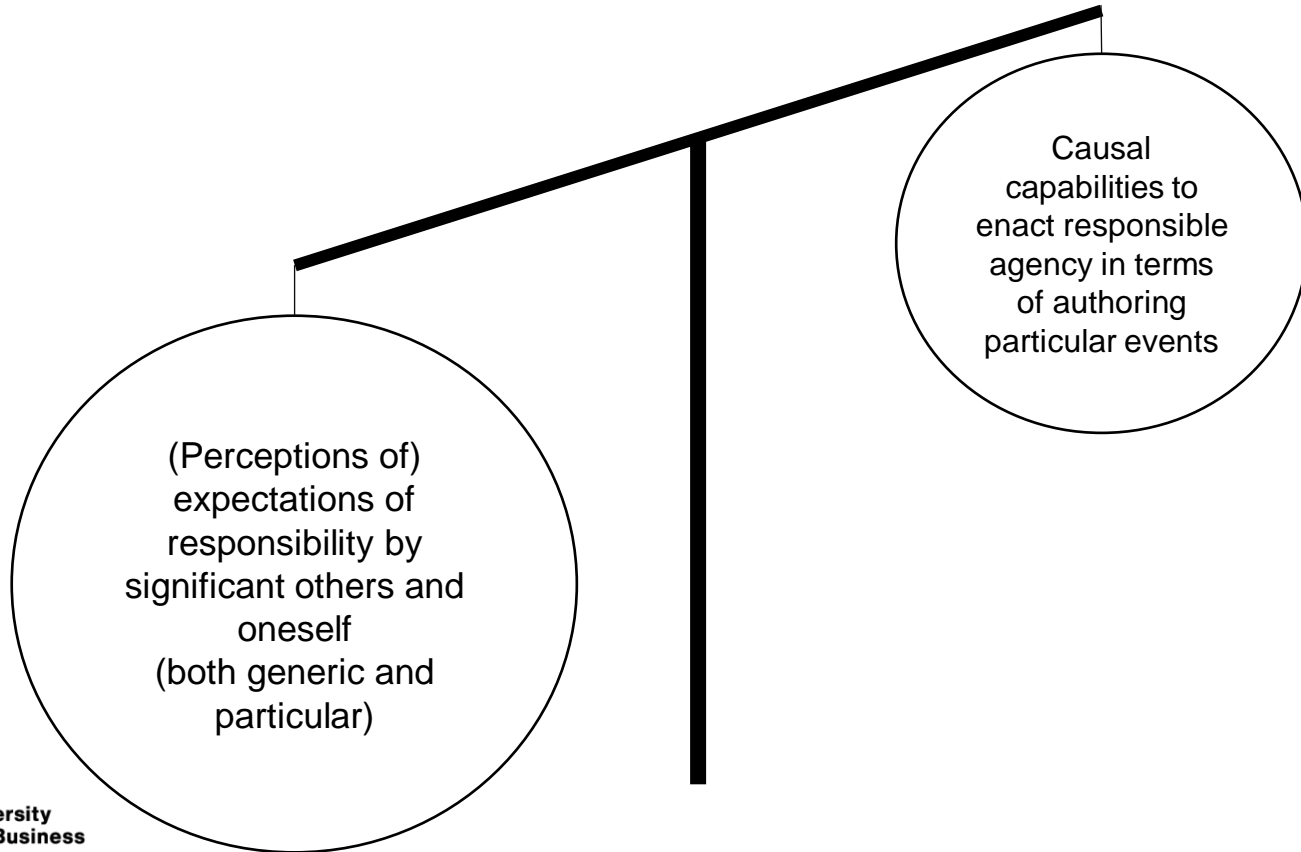 Causal
capabilities to
enact responsible
agency in terms
of authoring
particular events
(Perceptions of)
expectations of
responsibility by
significant others and
oneself
(both generic and
particular)
ersity
Business